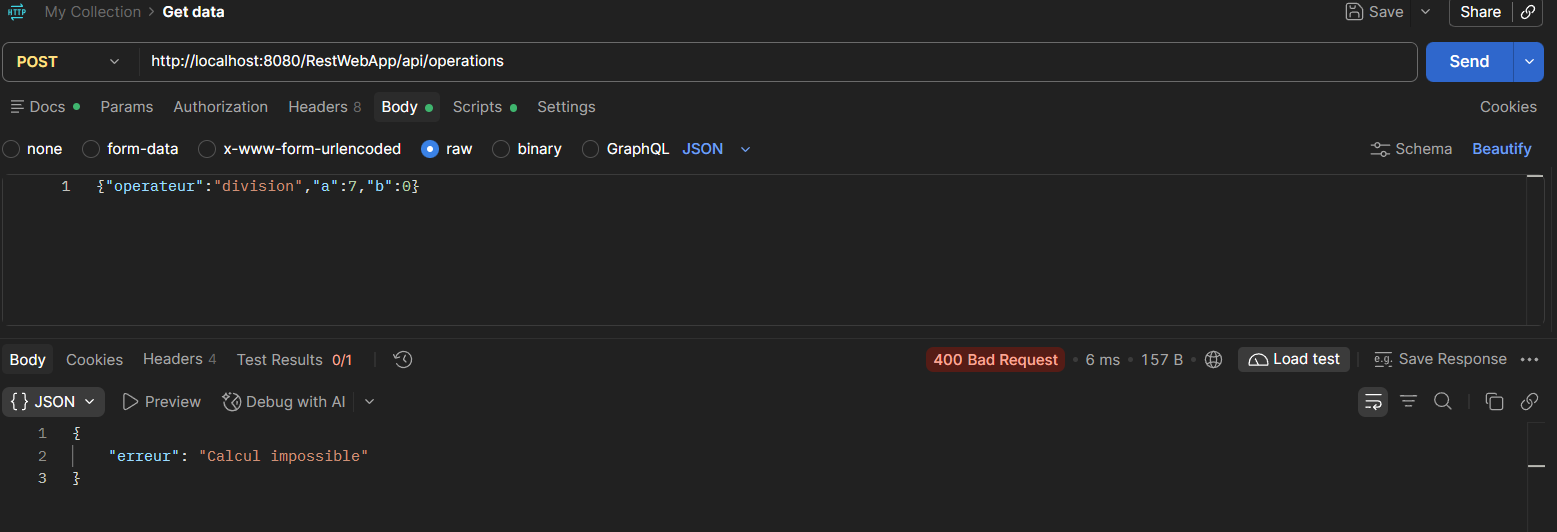 HTTP My Collection > Get data Save Share
POST http://localhost:8080/RestWebApp/api/operations Send
Docs Params Authorization Headers 8 Body Scripts Settings Cookies
none form-data x-www-form-urlencoded raw binary GraphQL JSON Schema Beautify
1 {"operateur":"division","a":7,"b":0}
Body Cookies Headers 4 Test Results 0/1 400 Bad Request • 6 ms • 157 B • Load test e.g. Save Response
{} JSON Preview Debug with AI
1 {
2 "erreur": "Calcul impossible"
3 }